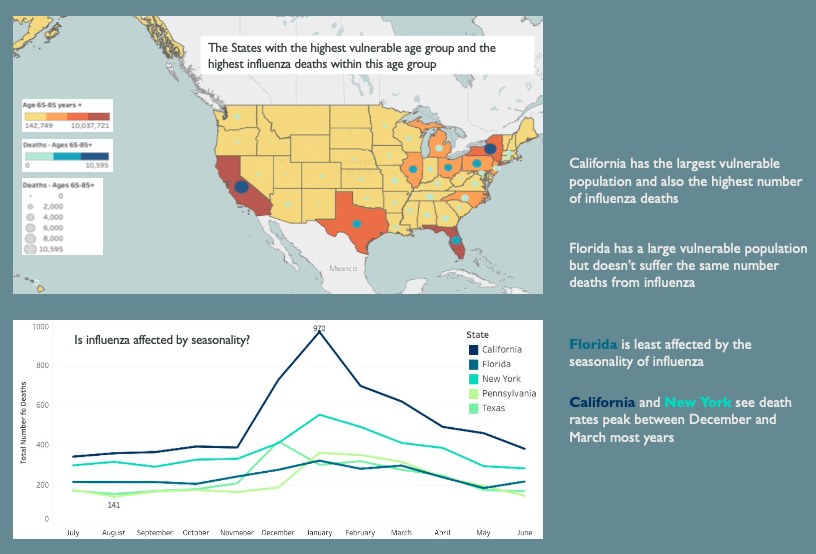 The States with the highest vulnerable age group and the
highest influenza deaths within this age group
Age 65-85 years +
142,749 10,037,721
Deaths - Ages 65-85+
0 10,595
Deaths - Ages 65-85+
0
2,000
4,000
6,000
8,000
10,595
Mexico
California has the largest vulnerable
population and also the highest number
of influenza deaths
Florida has a large vulnerable population
but doesn't suffer the same number
deaths from influenza
Is influenza affected by seasonality?
Total Number fo Deaths
1000
800
600
400
200
0
970
141
State
California
Florida
New York
Pennsylvania
Texas
July August September October Novmeber December January February March April May June
Florida is least affected by the
seasonality of influenza
California and New York see death
rates peak between December and
March most years